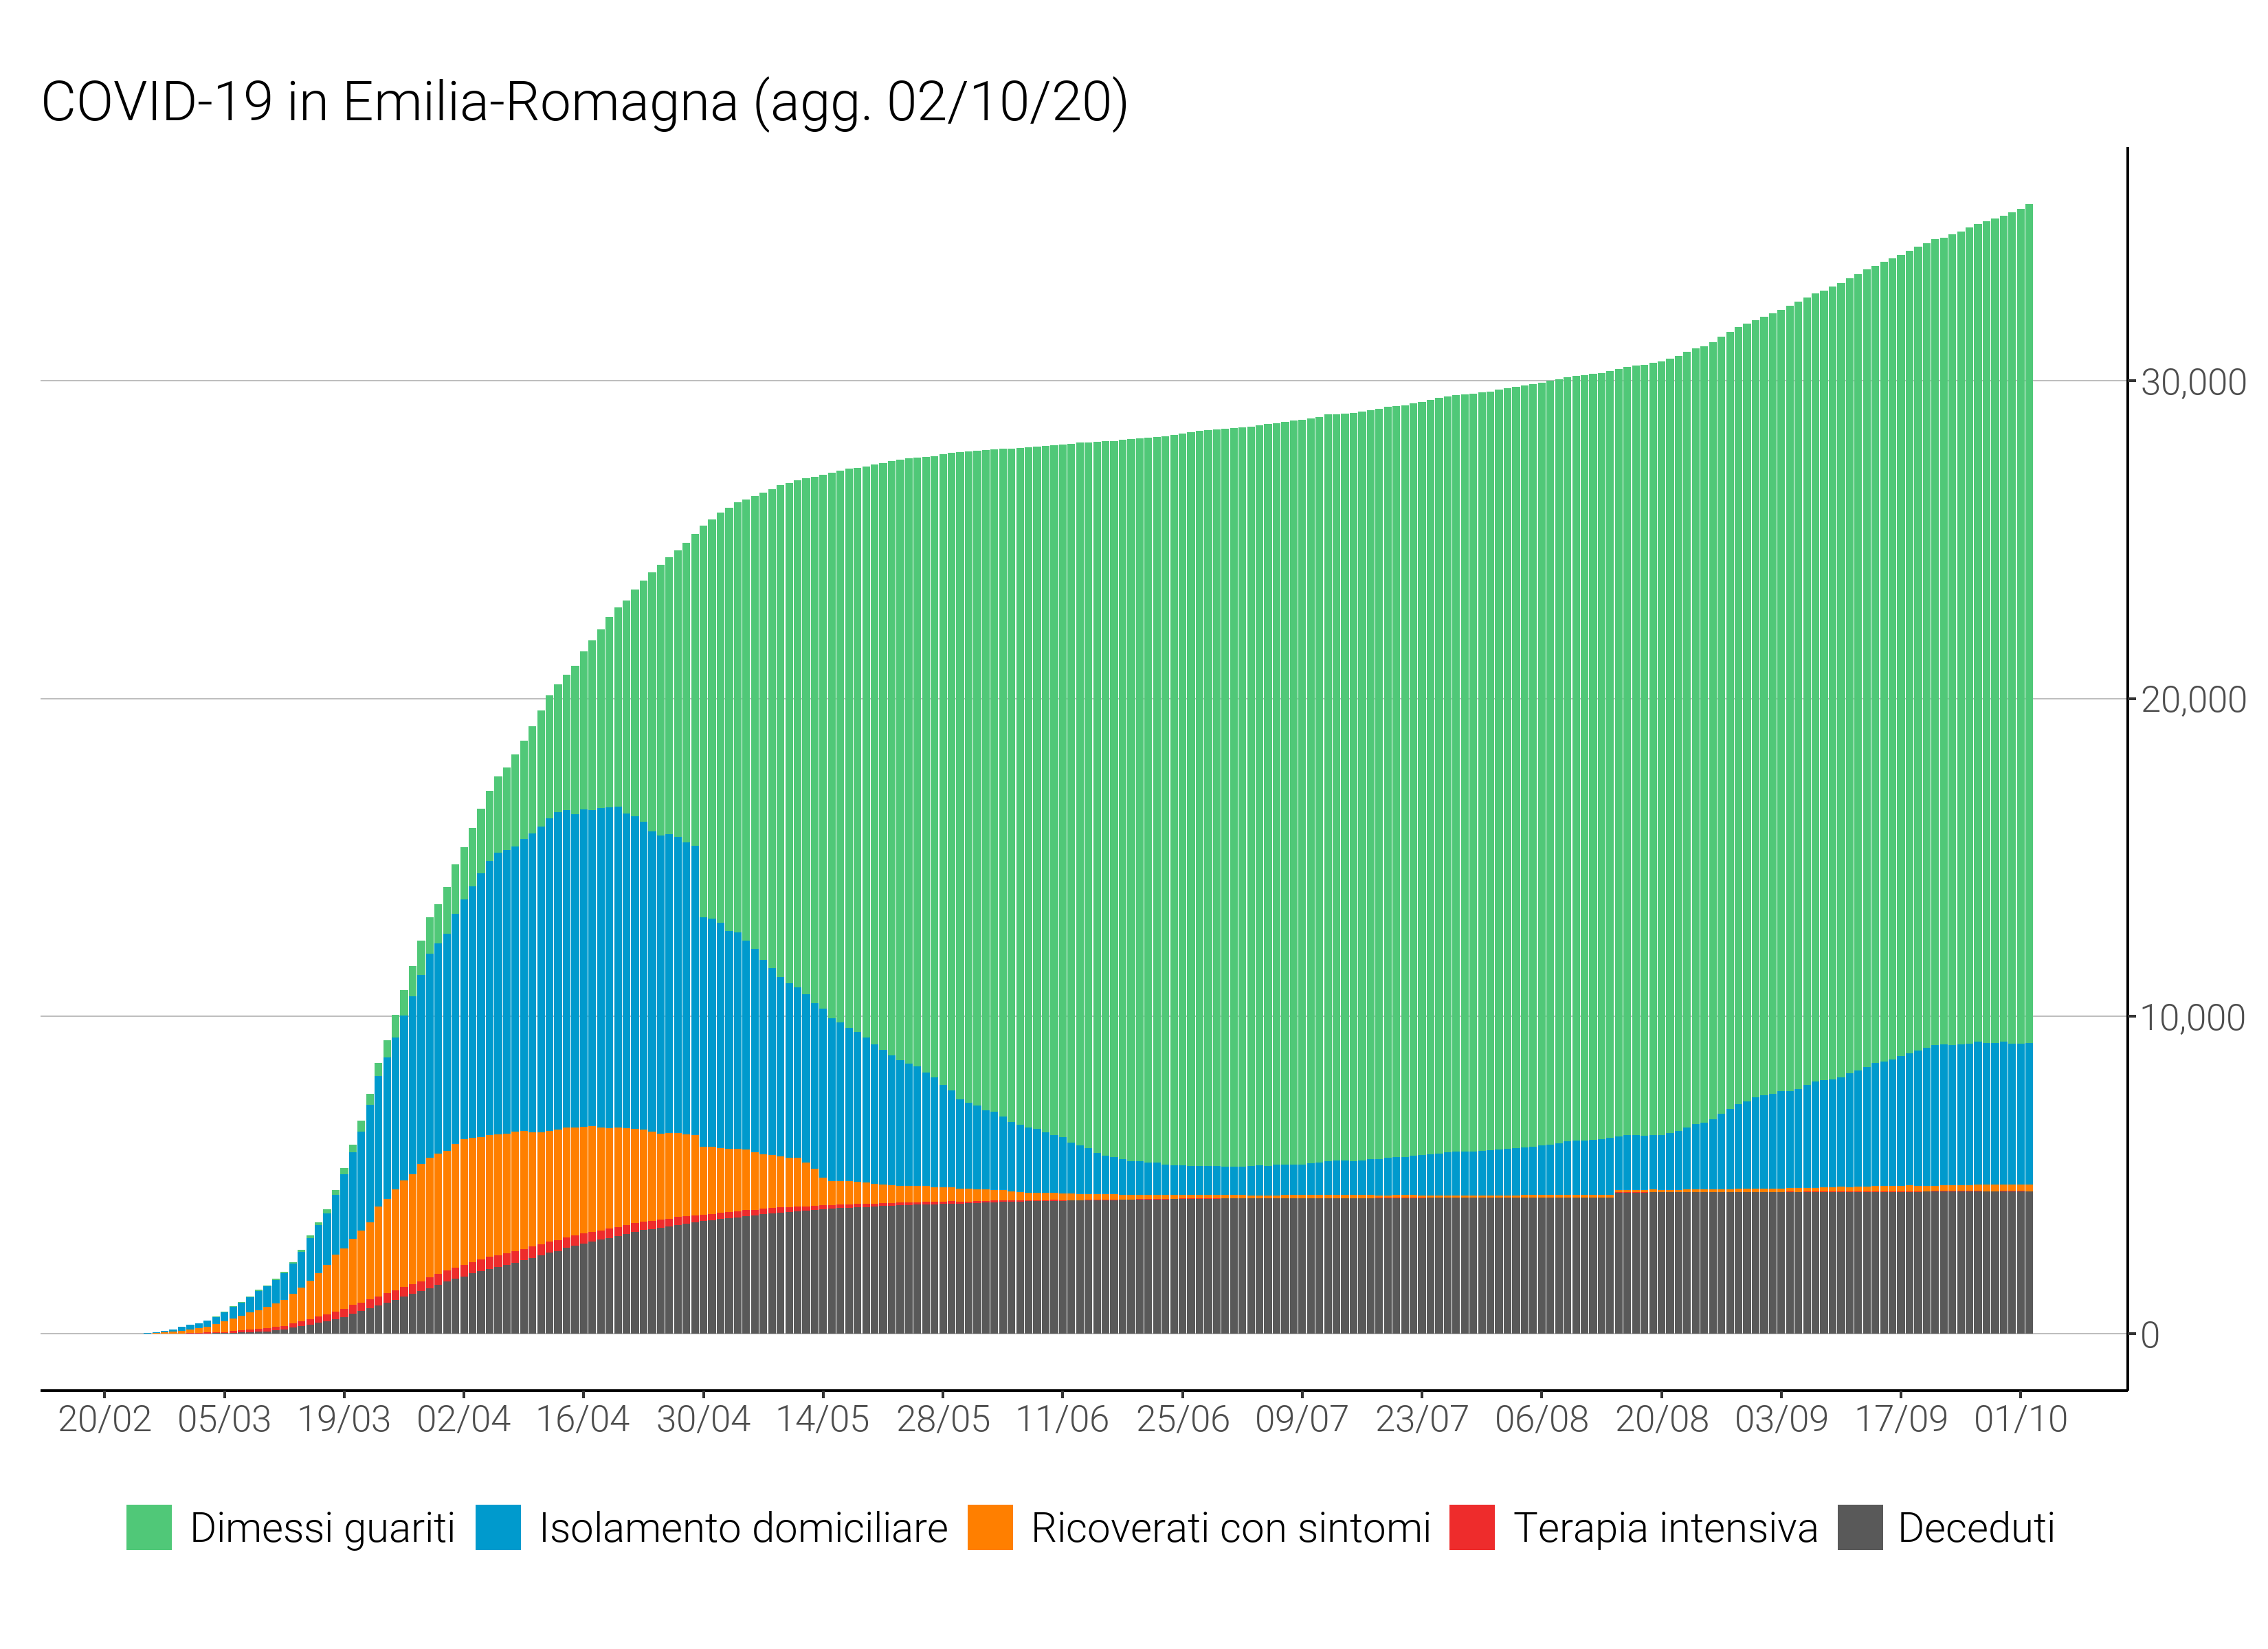 COVID-19 in Emilia-Romagna (agg. 02/10/20)
30,000
20,000
10,000
0
20/02 05/03 19/03 02/04 16/04 30/04 14/05 28/05 11/06 25/06 09/07 23/07 06/08 20/08 03/09 17/09 01/10
Dimessi guariti Isolamento domiciliare Ricoverati con sintomi Terapia intensiva Deceduti